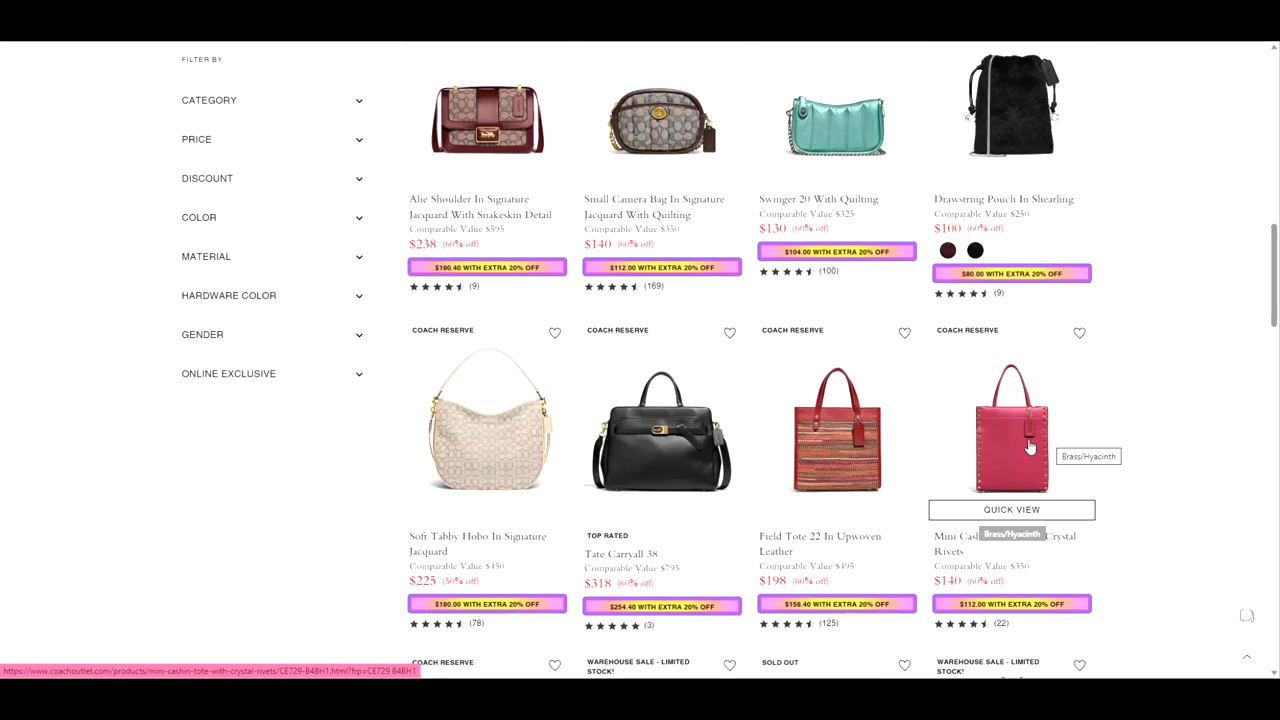 FILTER BY
CATEGORY
PRICE
DISCOUNT
COLOR
MATERIAL
HARDWARE COLOR
GENDER
ONLINE EXCLUSIVE
Alie Shoulder In Signature
Jacquard With Snakeskin Detail
Comparable Value $595
$238 (60% off)
$190.40 WITH EXTRA 20% OFF
(9)
Small Camera Bag In Signature
Jacquard With Quilting
Comparable Value $350
$140 (60% off)
$112.00 WITH EXTRA 20% OFF
(169)
Swinger 20 With Quilting
Comparable Value $325
$130 (60% off)
$104.00 WITH EXTRA 20% OFF
(100)
Drawstring Pouch In Shearling
Comparable Value $250
$100 (60% off)
$80.00 WITH EXTRA 20% OFF
(9)
COACH RESERVE
Soft Tabby Hobo In Signature
Jacquard
Comparable Value $450
$225 (50% off)
$180.00 WITH EXTRA 20% OFF
(78)
COACH RESERVE
TOP RATED
Tate Carryall 38
Comparable Value $795
$318 (60% off)
$254.40 WITH EXTRA 20% OFF
(3)
COACH RESERVE
Field Tote 22 In Upwoven
Leather
Comparable Value $495
$198 (60% off)
$158.40 WITH EXTRA 20% OFF
(125)
COACH RESERVE
Brass/Hyacinth
QUICK VIEW
Brass/Hyacinth
Mini Crystal
Rivets
Comparable Value $350
$140 (60% off)
$112.00 WITH EXTRA 20% OFF
(22)
COACH RESERVE
WAREHOUSE SALE - LIMITED
STOCK!
SOLD OUT
WAREHOUSE SALE - LIMITED
STOCK!
https://www.coachoutlet.com/products/mini-cashin-tote-with-crystal-rivets/CE729-B4BH1.html?frp=CE729 B4BH1